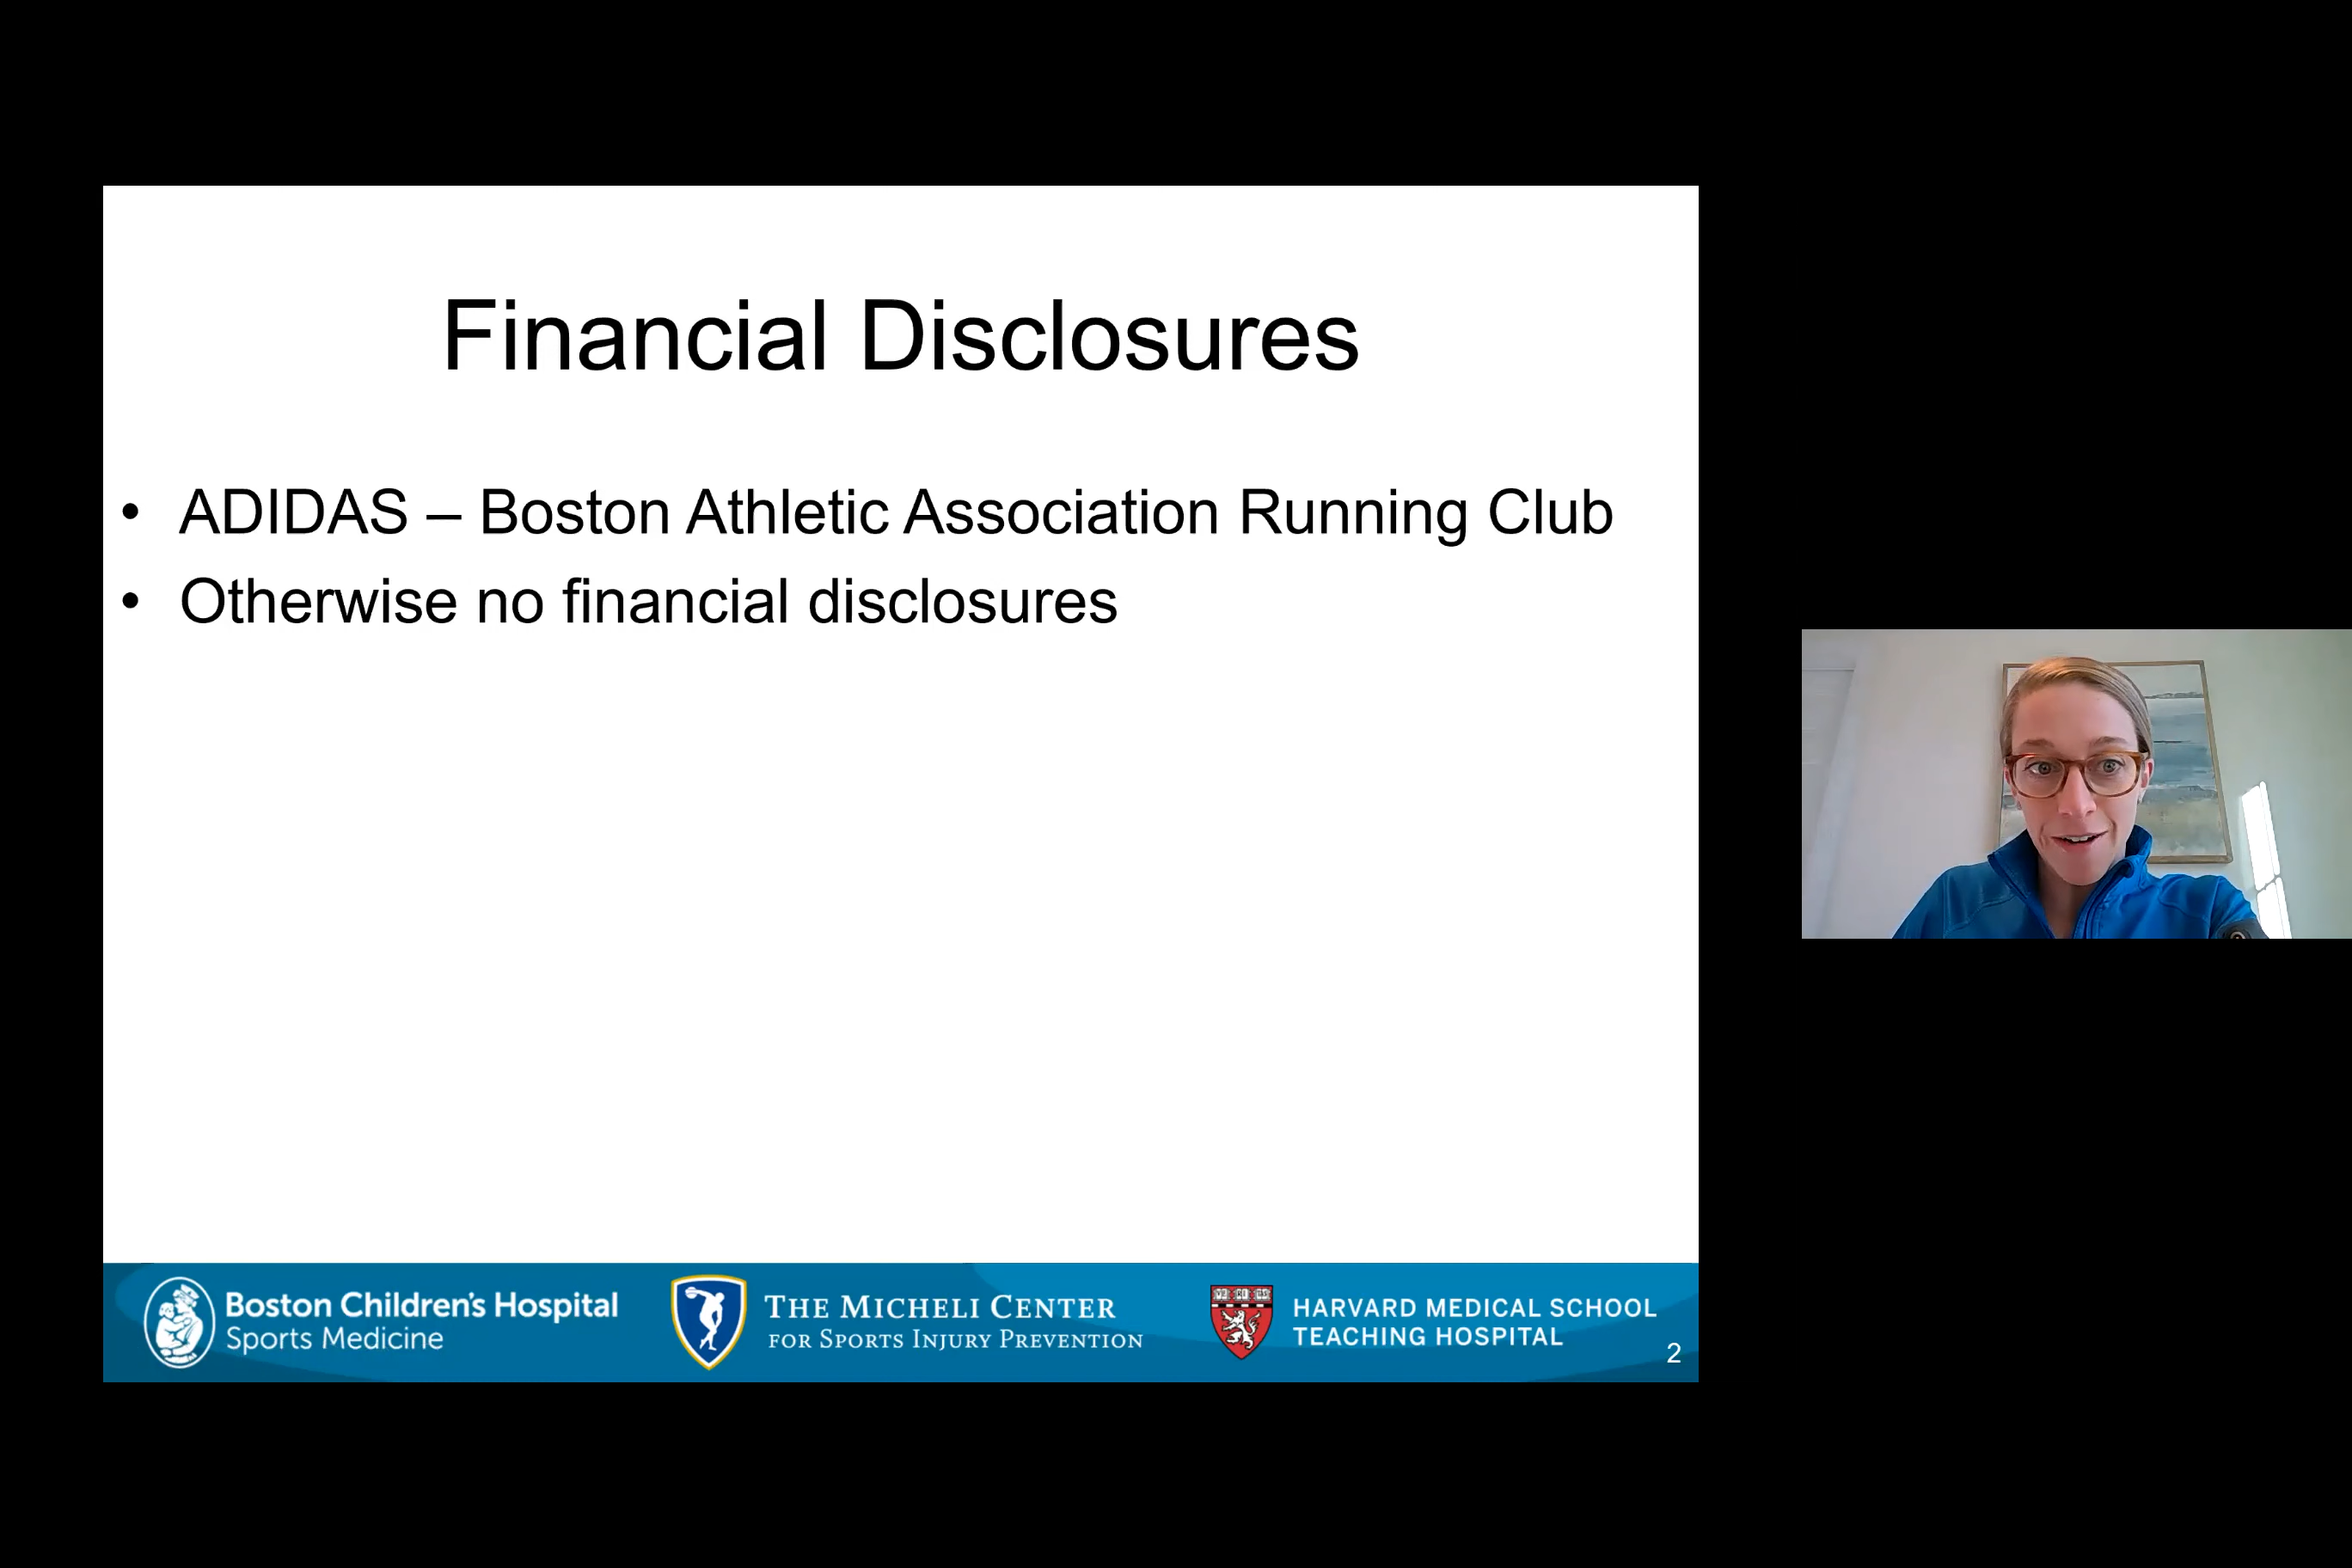 Financial Disclosures
• ADIDAS – Boston Athletic Association Running Club
• Otherwise no financial disclosures
Boston Children's Hospital
Sports Medicine
THE MICHELI CENTER
FOR SPORTS INJURY PREVENTION
HARVARD MEDICAL SCHOOL
TEACHING HOSPITAL
2